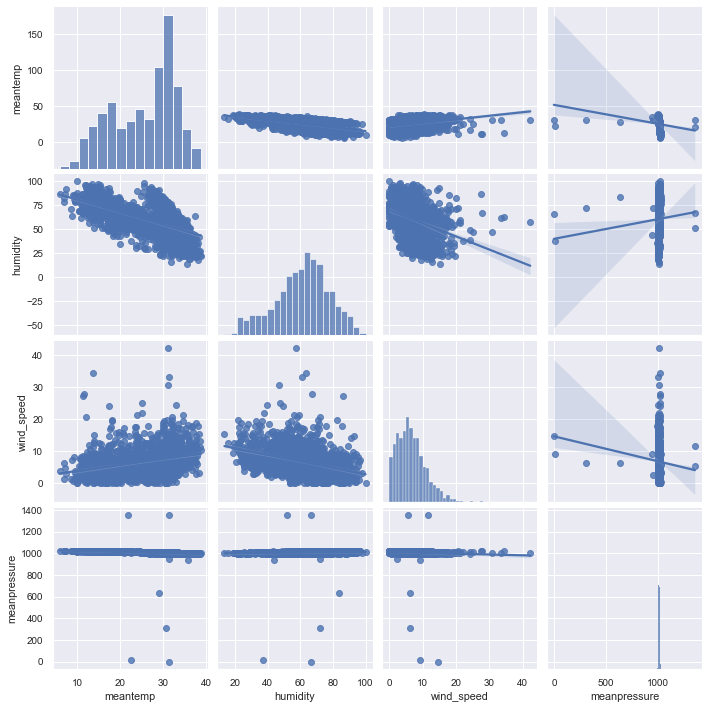 150
100
50
0
meantemp
100
75
50
25
0
−25
−50
humidity
40
30
20
10
0
wind_speed
1400
1200
1000
800
600
400
200
0
meanpressure
10 20 30 40
20 40 60 80 100
0 10 20 30 40
0 500 1000
meantemp humidity wind_speed meanpressure